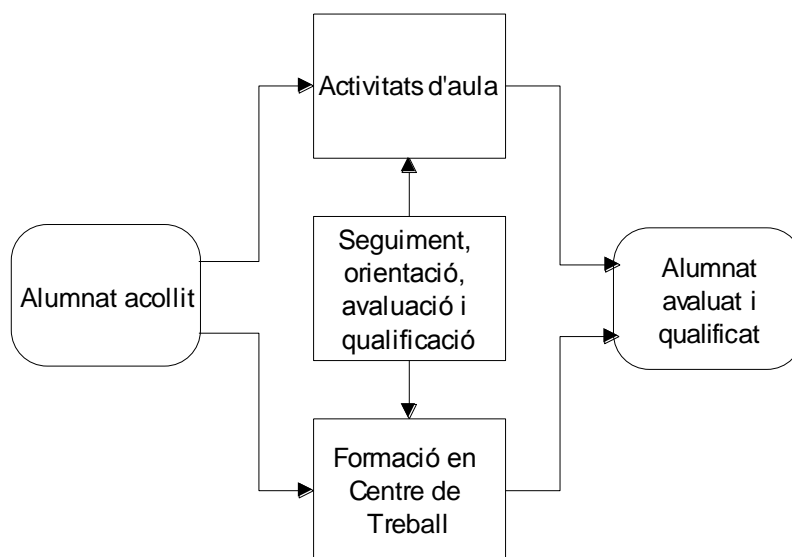 Activitats d'aula
Alumnat acollit
Seguiment,
orientació,
avaluació i
qualificació
Alumnat
avaluat i
qualificat
Formació en
Centre de
Treball